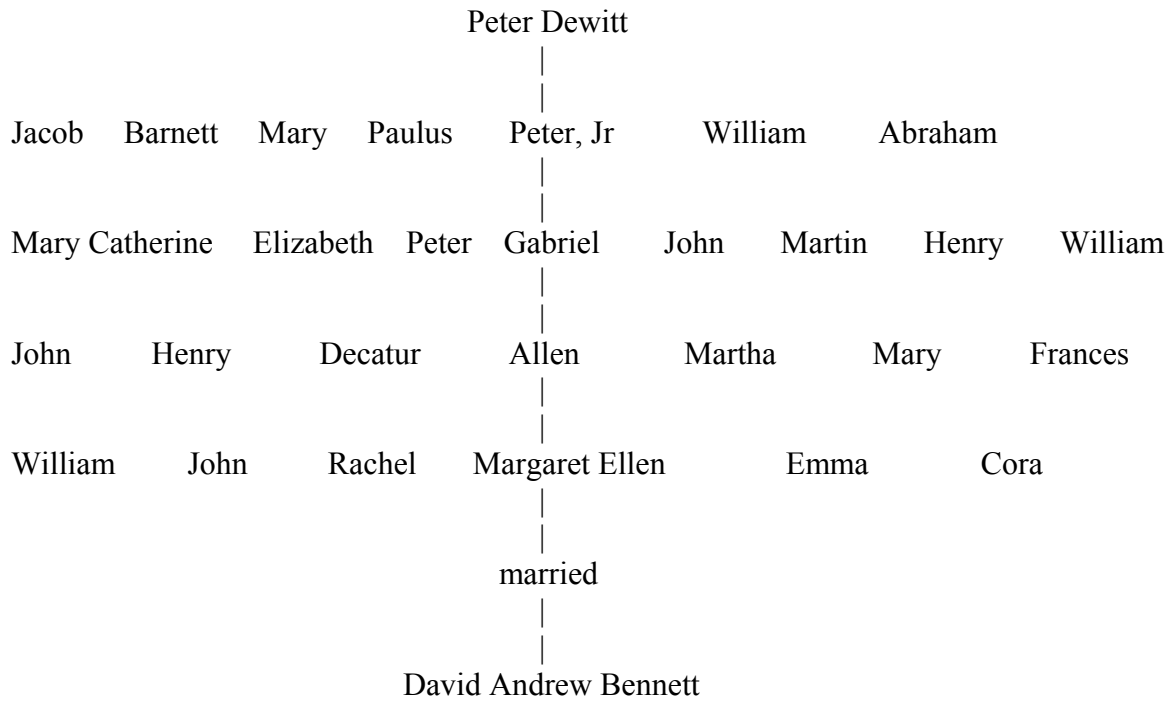 Peter Dewitt
Jacob Barnett Mary Paulus Peter, Jr William Abraham
Mary Catherine Elizabeth Peter Gabriel John Martin Henry William
John Henry Decatur Allen Martha Mary Frances
William John Rachel Margaret Ellen Emma Cora
married
David Andrew Bennett